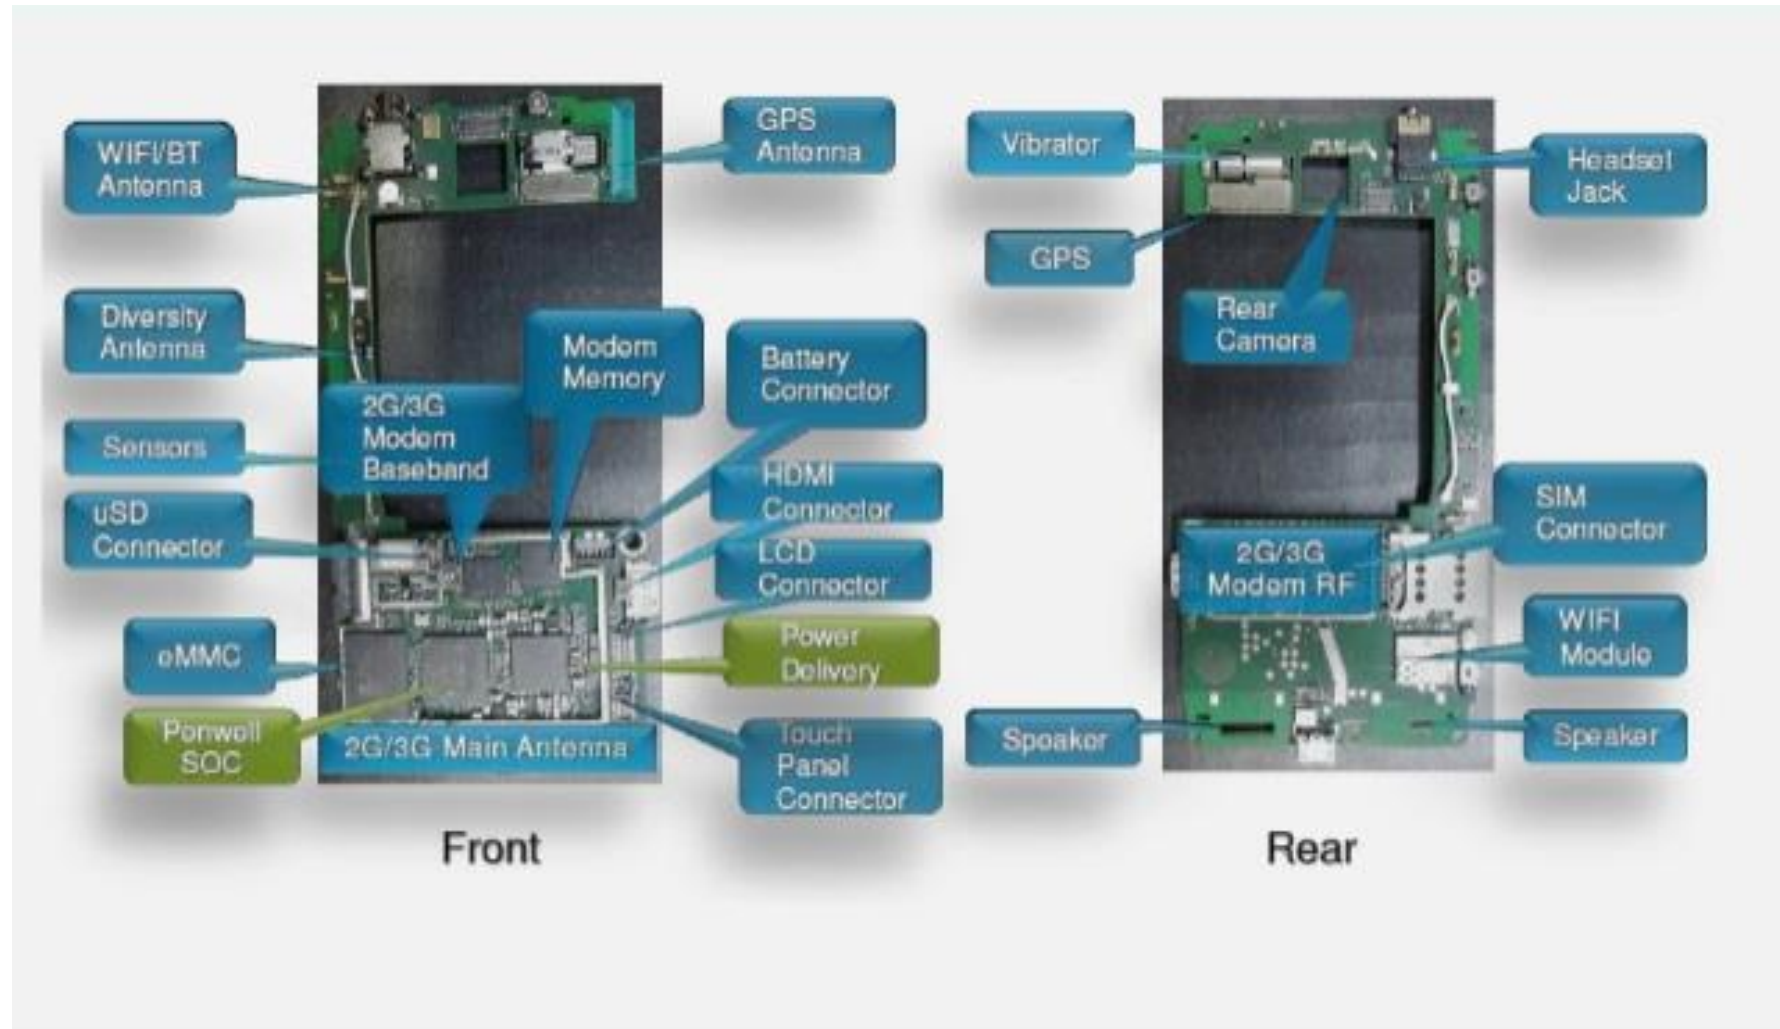 WIFI/BT
Antenna
GPS
Antenna
Diversity
Antenna
Modem
Memory
2G/3G
Modem
Baseband
Battery
Connector
Sensors
HDMI
Connector
uSD
Connector
LCD
Connector
eMMC
Power
Delivery
Penwell
SOC
2G/3G Main Antenna
Touch
Panel
Connector
Front
Vibrator
Headset
Jack
GPS
Rear
Camera
SIM
Connector
2G/3G
Modem RF
WIFI
Module
Speaker
Speaker
Rear